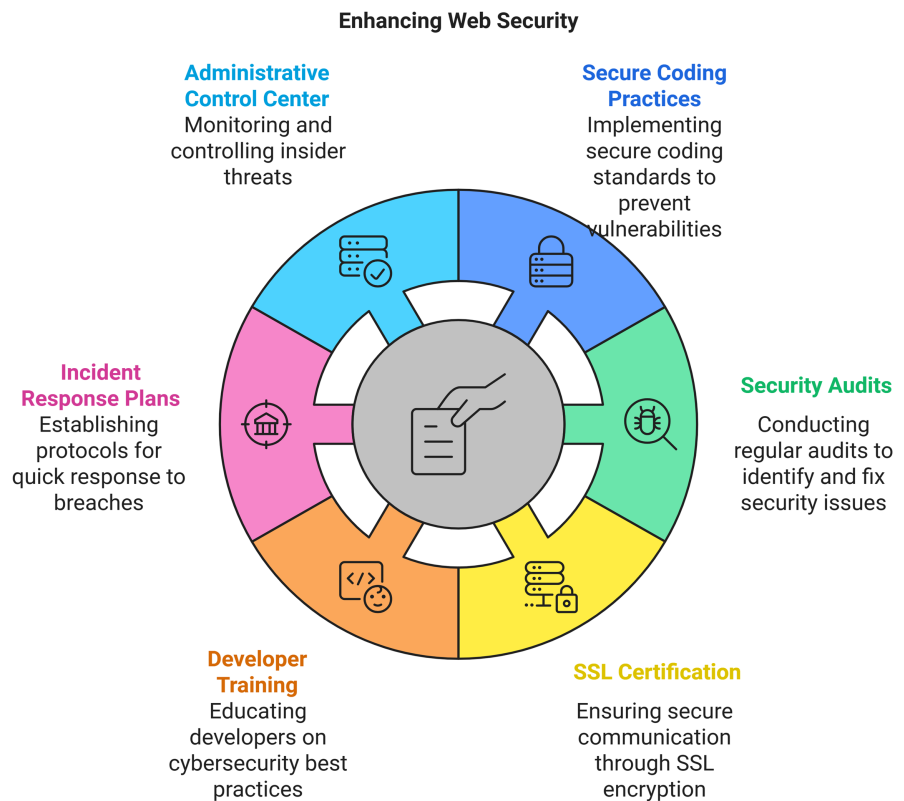 Enhancing Web Security
Administrative
Control Center
Monitoring and
controlling insider
threats
Secure Coding
Practices
Implementing
secure coding
standards to
prevent
vulnerabilities
Security Audits
Conducting
regular audits to
identify and fix
security issues
SSL Certification
Ensuring secure
communication
through SSL
encryption
Developer
Training
Educating
developers on
cybersecurity best
practices
Incident
Response Plans
Establishing
protocols for
quick response to
breaches